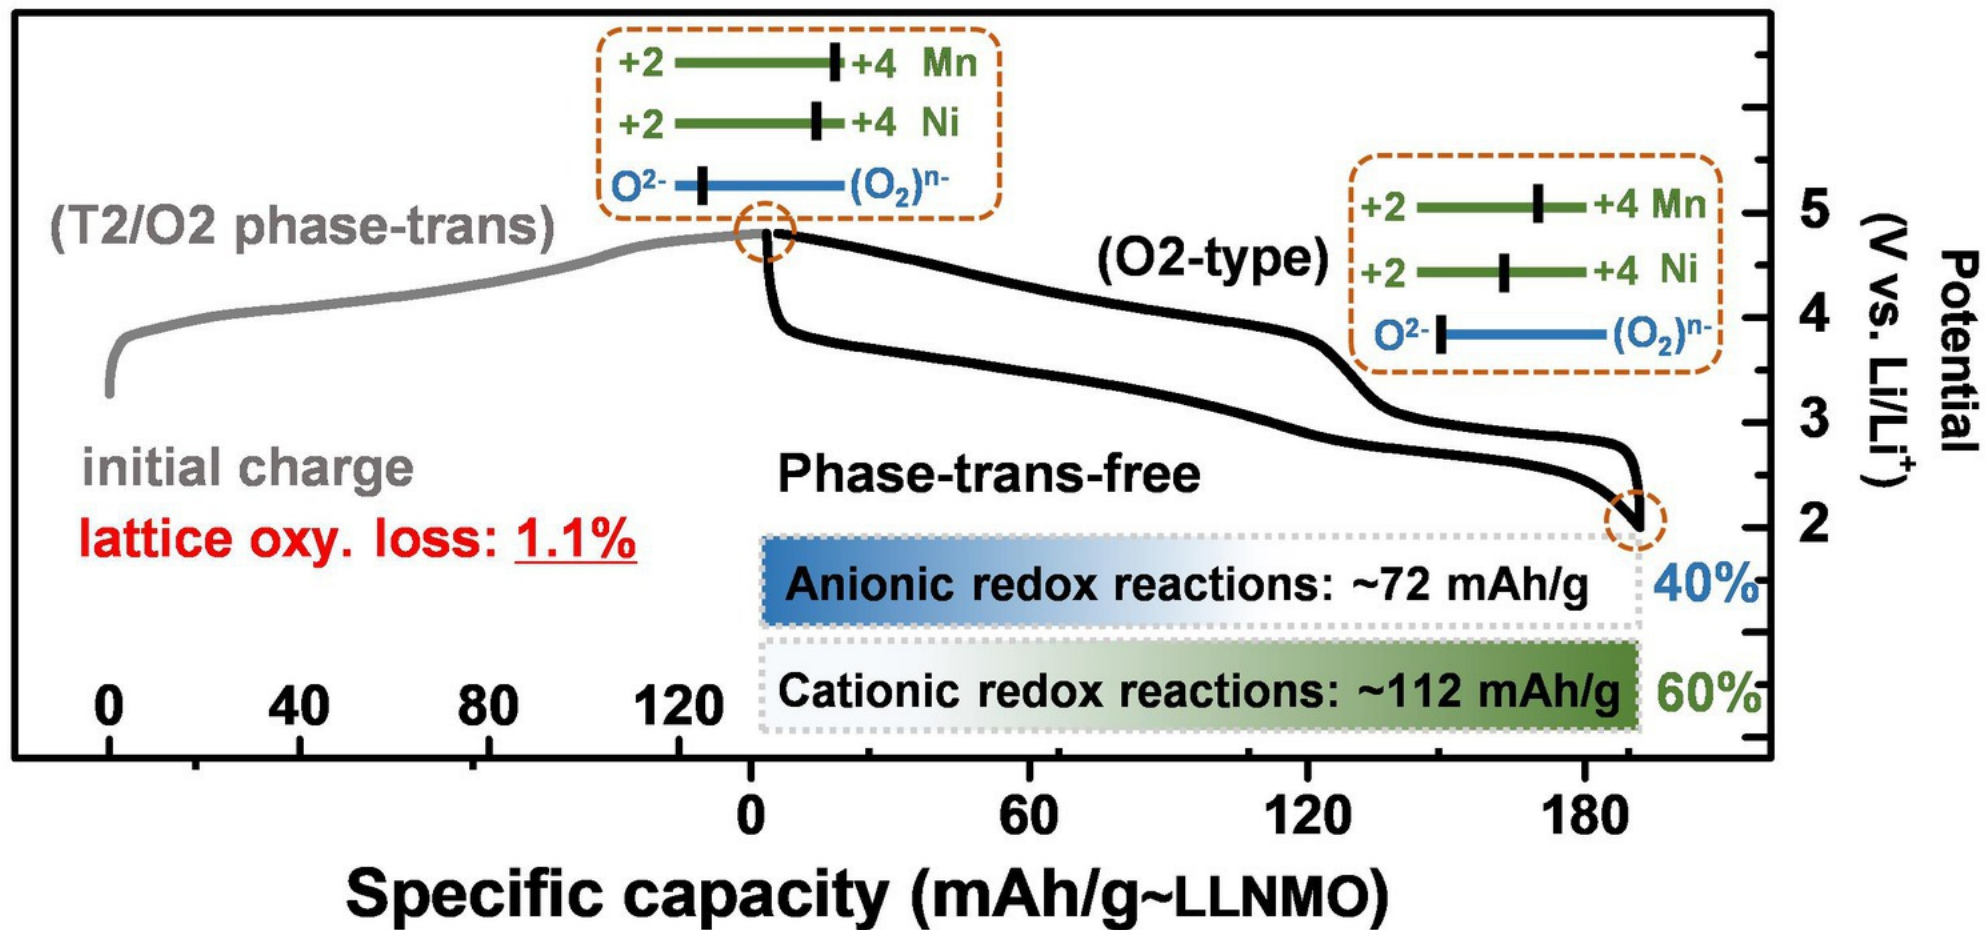 +2 +4 Mn
+2 +4 Ni
O²⁻ (O₂)ⁿ⁻
(T2/O2 phase-trans)
(O2-type)
+2 +4 Mn
+2 +4 Ni
O²⁻ (O₂)ⁿ⁻
5
4
3
2
Potential
(V vs. Li/Li⁺)
initial charge
lattice oxy. loss: 1.1%
Phase-trans-free
Anionic redox reactions: ~72 mAh/g 40%
Cationic redox reactions: ~112 mAh/g 60%
0 40 80 120
0 60 120 180
Specific capacity (mAh/g~LLNMO)